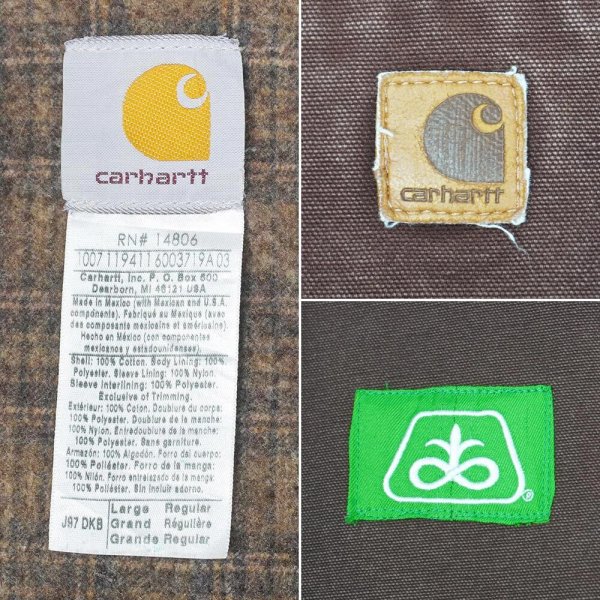 carhartt
RN# 14806
10071194116003719A03
Carhartt, Inc. P. O. Box 600
Dearborn, MI 48121 USA
Made in Mexico (with Mexican and U.S.A.
components). Fabriqué au Mexique (avec
des composants mexicains et américains).
Hecho en México (con componentes
mexicanos y estadounidenses).
Shell: 100% Cotton. Body Lining: 100%
Polyester. Sleeve Lining: 100% Nylon.
Sleeve Interlining: 100% Polyester.
Exclusive of Trimming.
Extérieur: 100% Coton. Doublure du corps:
100% Polyester. Doublure de la manche:
100% Nylon. Entredoublure de la manche:
100% Polyester. Sans garniture.
Armazón: 100% Algodón. Forro del cuerpo:
100% Polyester. Forro de la manga:
100% Nilón. Forro entrelazado de la manga:
100% Polyester. Sin incluir adornos.
J97 DKB
Large Regular
Grand Régulière
Grande Regular
carhartt
®